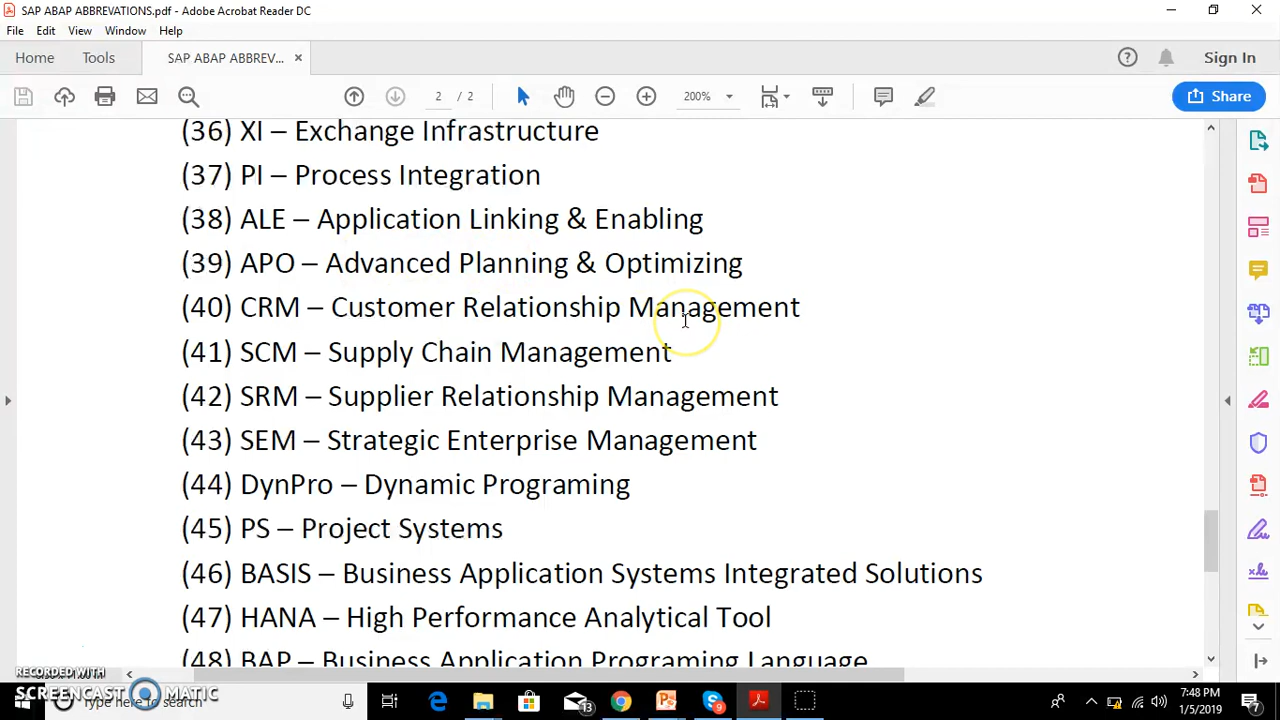 SAP ABAP ABBREVATIONS.pdf - Adobe Acrobat Reader DC
File Edit View Window Help
Home Tools SAP ABAP ABBREV... × Sign In
2 / 2 200% Share
(36) XI – Exchange Infrastructure
(37) PI – Process Integration
(38) ALE – Application Linking & Enabling
(39) APO – Advanced Planning & Optimizing
(40) CRM – Customer Relationship Management
(41) SCM – Supply Chain Management
(42) SRM – Supplier Relationship Management
(43) SEM – Strategic Enterprise Management
(44) DynPro – Dynamic Programing
(45) PS – Project Systems
(46) BASIS – Business Application Systems Integrated Solutions
(47) HANA – High Performance Analytical Tool
(48) BAP – Business Application Programing Language
RECORDED WITH
SCREENCAST MATIC
Type here to search
13
9
7:48 PM
1/5/2019
7